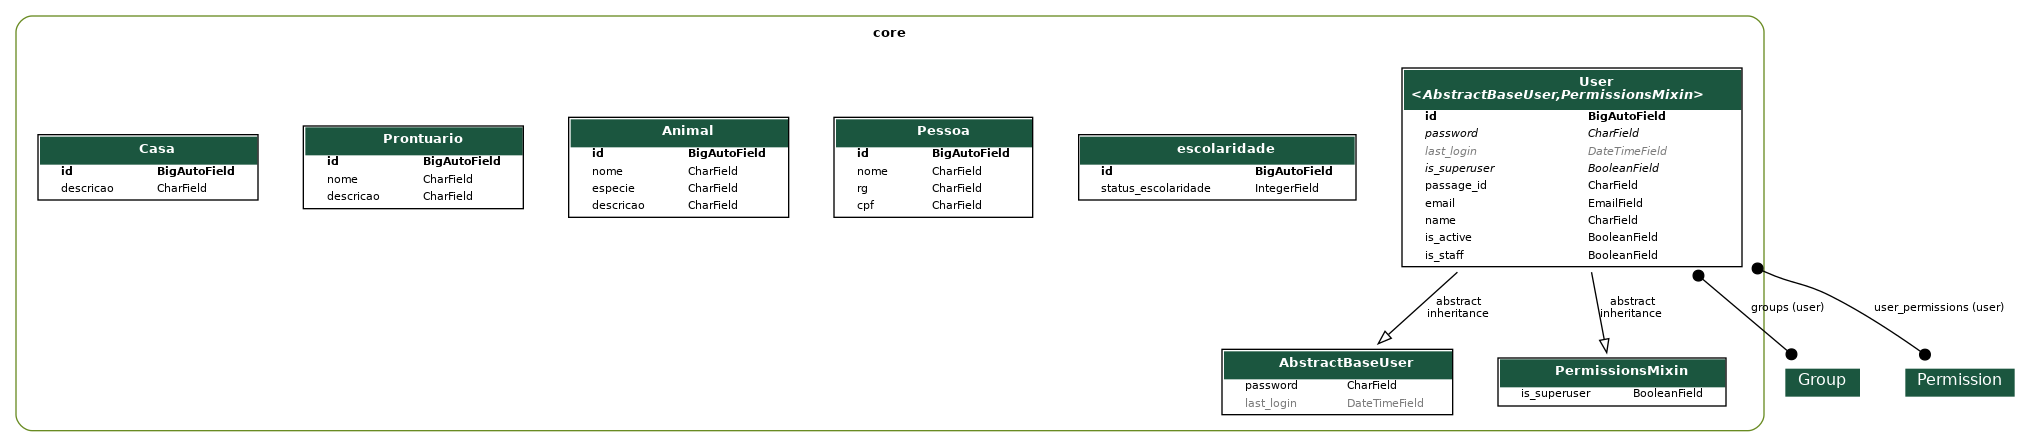 core
Casa
id BigAutoField
descricao CharField
Prontuario
id BigAutoField
nome CharField
descricao CharField
Animal
id BigAutoField
nome CharField
especie CharField
descricao CharField
Pessoa
id BigAutoField
nome CharField
rg CharField
cpf CharField
escolaridade
id BigAutoField
status_escolaridade IntegerField
User
<AbstractBaseUser,PermissionsMixin>
id BigAutoField
password CharField
last_login DateTimeField
is_superuser BooleanField
passage_id CharField
email EmailField
name CharField
is_active BooleanField
is_staff BooleanField
abstract
inheritance
abstract
inheritance
groups (user)
user_permissions (user)
AbstractBaseUser
password CharField
last_login DateTimeField
PermissionsMixin
is_superuser BooleanField
Group
Permission